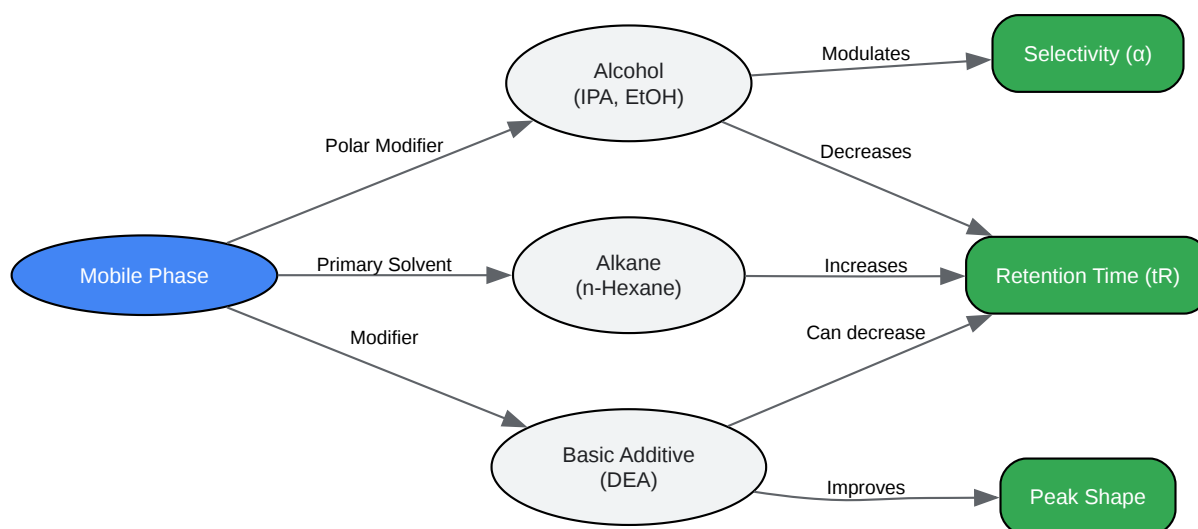 Alcohol
(IPA, EtOH)
Modulates
Selectivity (α)
Polar Modifier
Decreases
Mobile Phase
Primary Solvent
Alkane
(n-Hexane)
Increases
Retention Time (tR)
Modifier
Can decrease
Basic Additive
(DEA)
Improves
Peak Shape